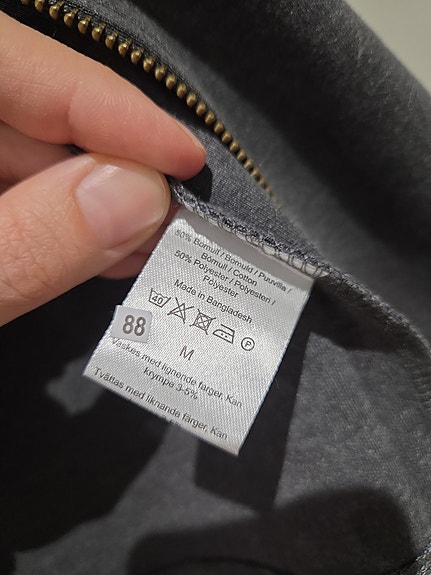 50% Bomull / Bomuld / Puuvilla /
Bomull / Cotton
50% Polyester / Polyesteri /
Polyester
Made in Bangladesh
40 P
88
M
Vaskes med lignende farger. Kan
krympe 3-5%
Tvättas med liknande färger. Kan